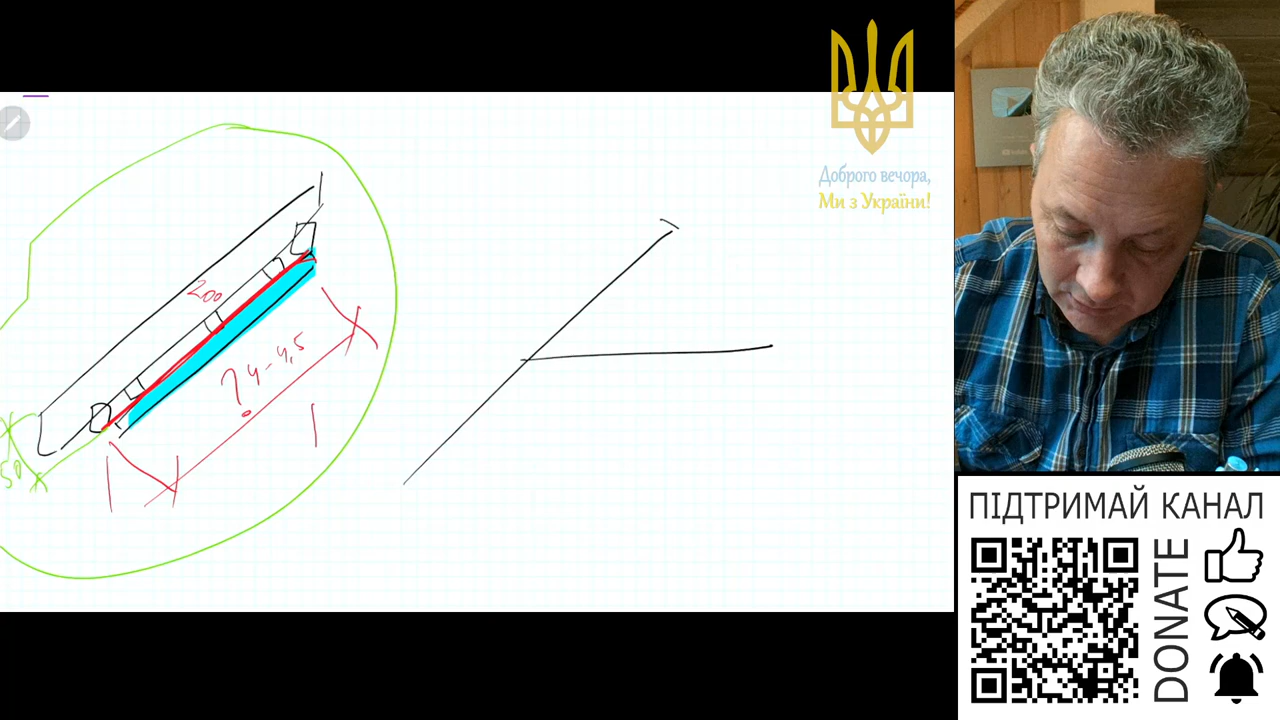 Доброго вечора,
Ми з України!
200
4-4,5
50
ПІДТРИМАЙ КАНАЛ
DONATE